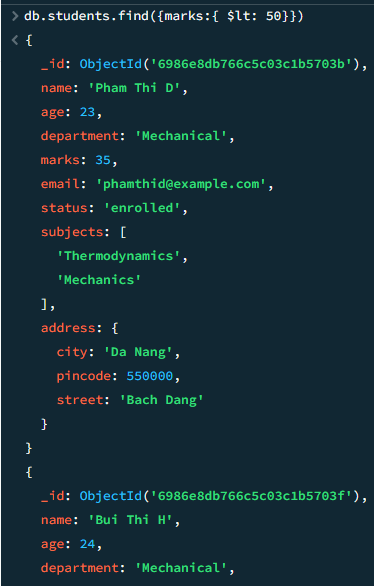 > db.students.find({marks:{ $lt: 50}})
< {
_id: ObjectId('6986e8db766c5c03c1b5703b'),
name: 'Pham Thi D',
age: 23,
department: 'Mechanical',
marks: 35,
email: 'phamthid@example.com',
status: 'enrolled',
subjects: [
'Thermodynamics',
'Mechanics'
],
address: {
city: 'Da Nang',
pincode: 550000,
street: 'Bach Dang'
}
}
{
_id: ObjectId('6986e8db766c5c03c1b5703f'),
name: 'Bui Thi H',
age: 24,
department: 'Mechanical',